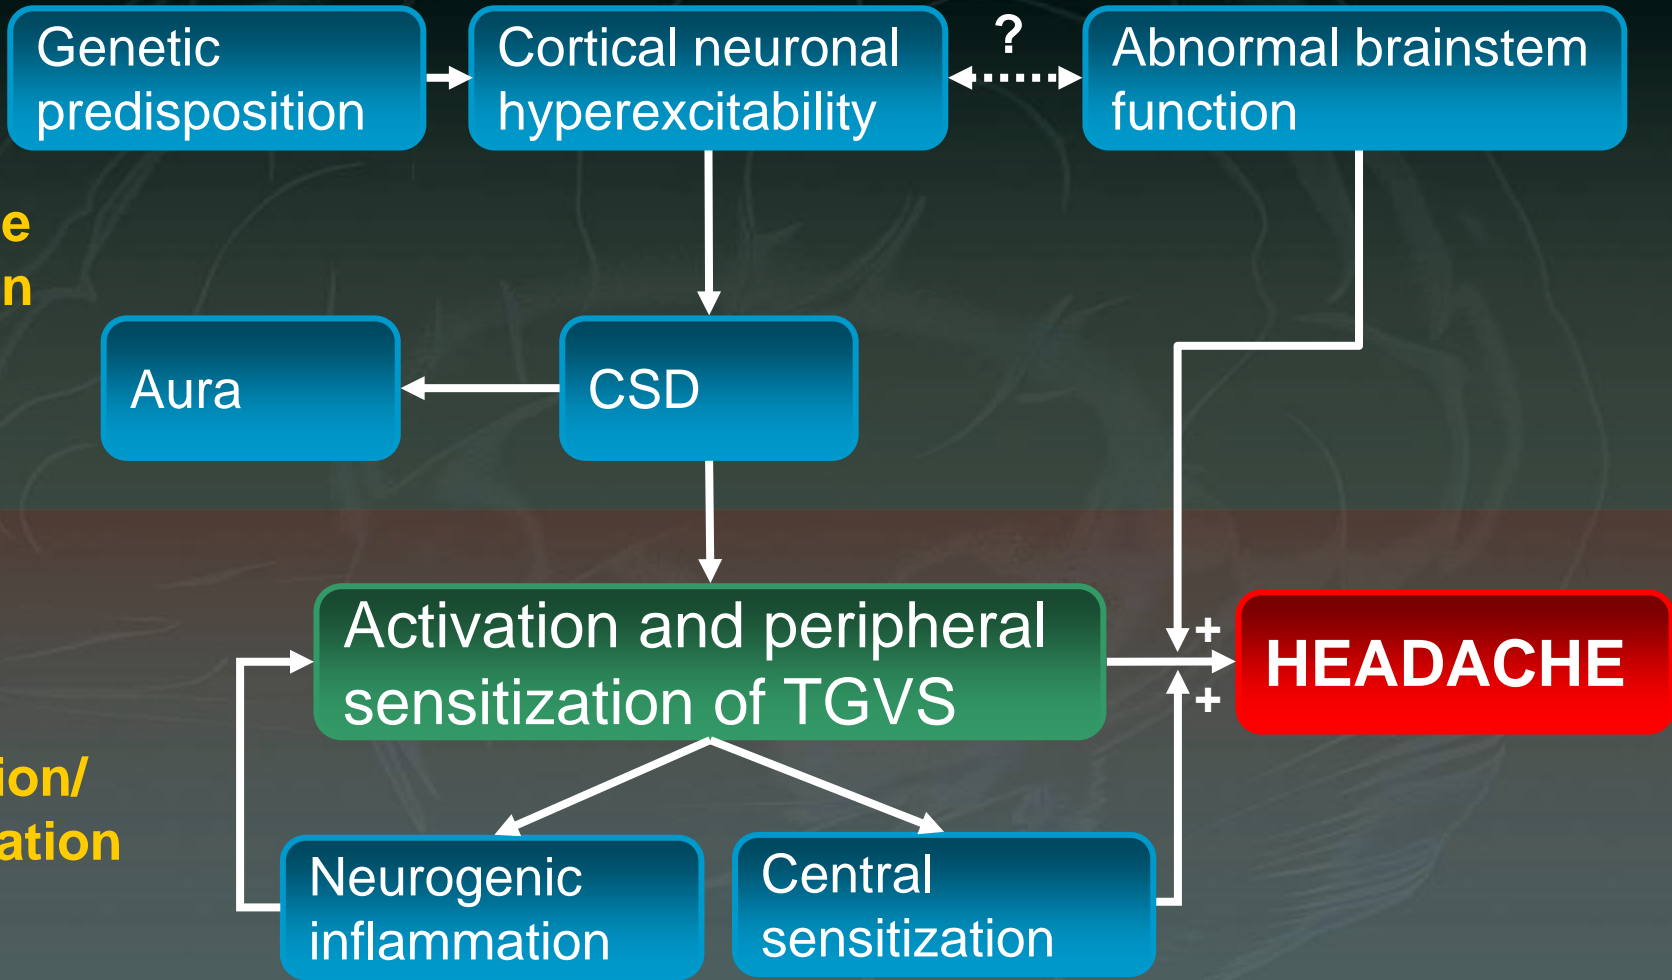 Genetic
predisposition
Cortical neuronal
hyperexcitability
?
Abnormal brainstem
function
e
n
Aura
CSD
Activation and peripheral
sensitization of TGVS
+
+
HEADACHE
ion/
ation
Neurogenic
inflammation
Central
sensitization